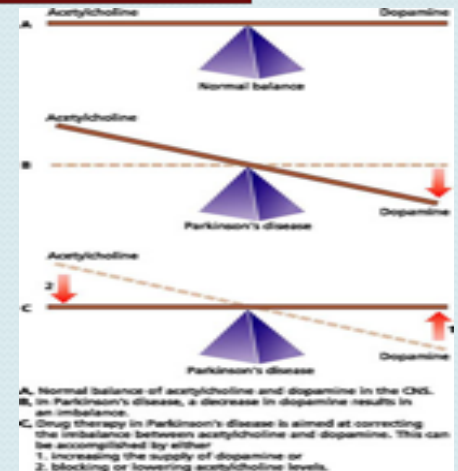 Acetylcholine Dopamine
A
Normal balance
Acetylcholine
B
Dopamine
Parkinson's disease
Acetylcholine
2
C
1
Dopamine
Parkinson's disease
A, Normal balance of acetylcholine and dopamine in the CNS.
B, In Parkinson's disease, a decrease in dopamine results in
an imbalance.
C, Drug therapy in Parkinson's disease is aimed at correcting
the imbalance between acetylcholine and dopamine. This can
be accomplished by either
1. increasing the supply of dopamine or
2. blocking or lowering acetylcholine levels.